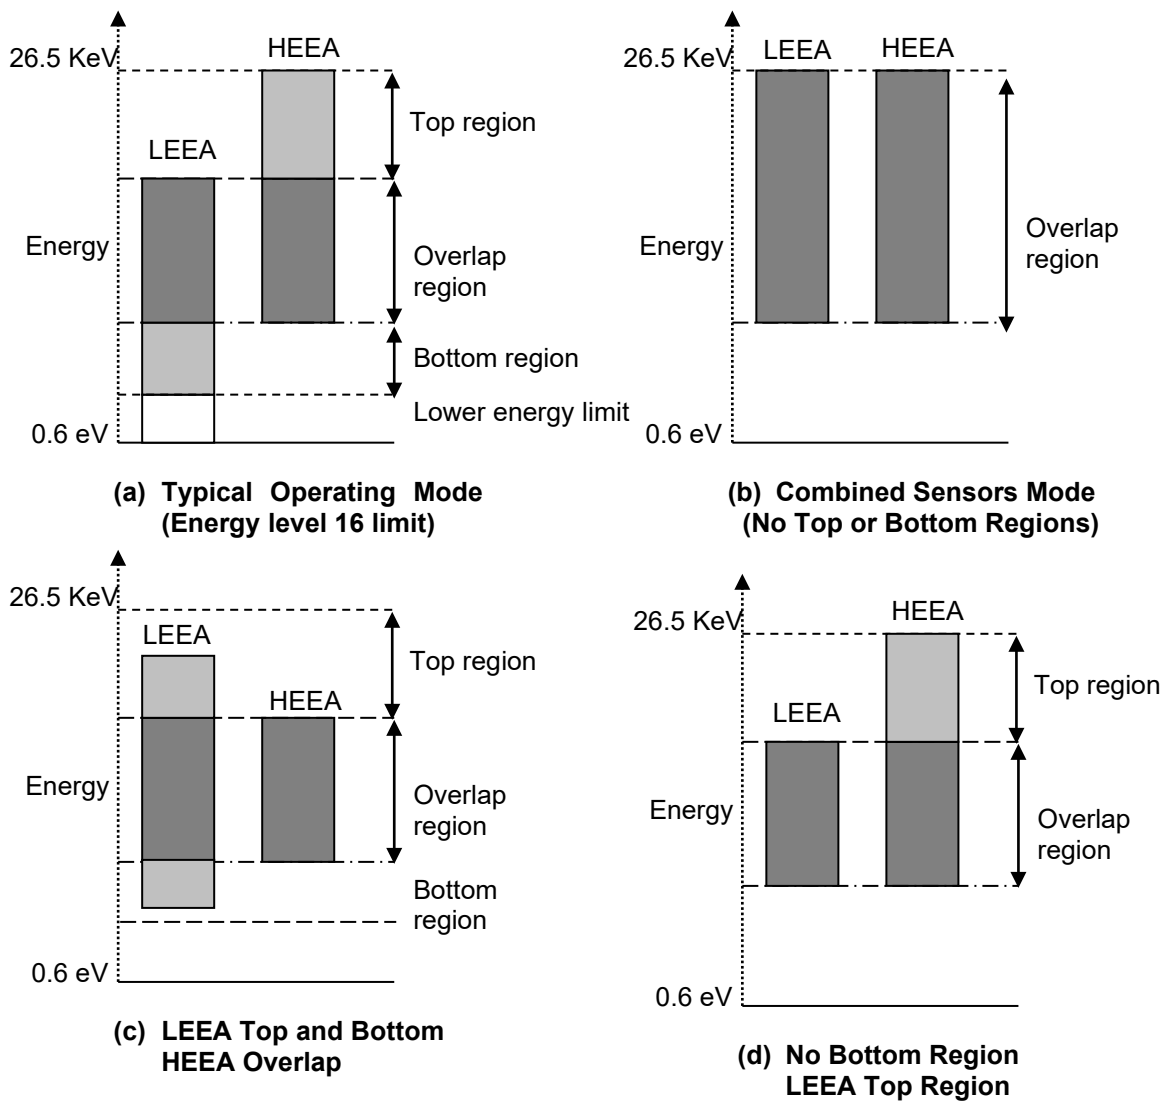 26.5 KeV
HEEA
Top region
LEEA
Energy
Overlap
region
Bottom region
Lower energy limit
0.6 eV
(a) Typical Operating Mode
(Energy level 16 limit)
26.5 KeV
LEEA
HEEA
Energy
Overlap
region
0.6 eV
(b) Combined Sensors Mode
(No Top or Bottom Regions)
26.5 KeV
LEEA
Top region
HEEA
Energy
Overlap
region
Bottom
region
0.6 eV
(c) LEEA Top and Bottom
HEEA Overlap
26.5 KeV
HEEA
Top region
LEEA
Energy
Overlap
region
0.6 eV
(d) No Bottom Region
LEEA Top Region